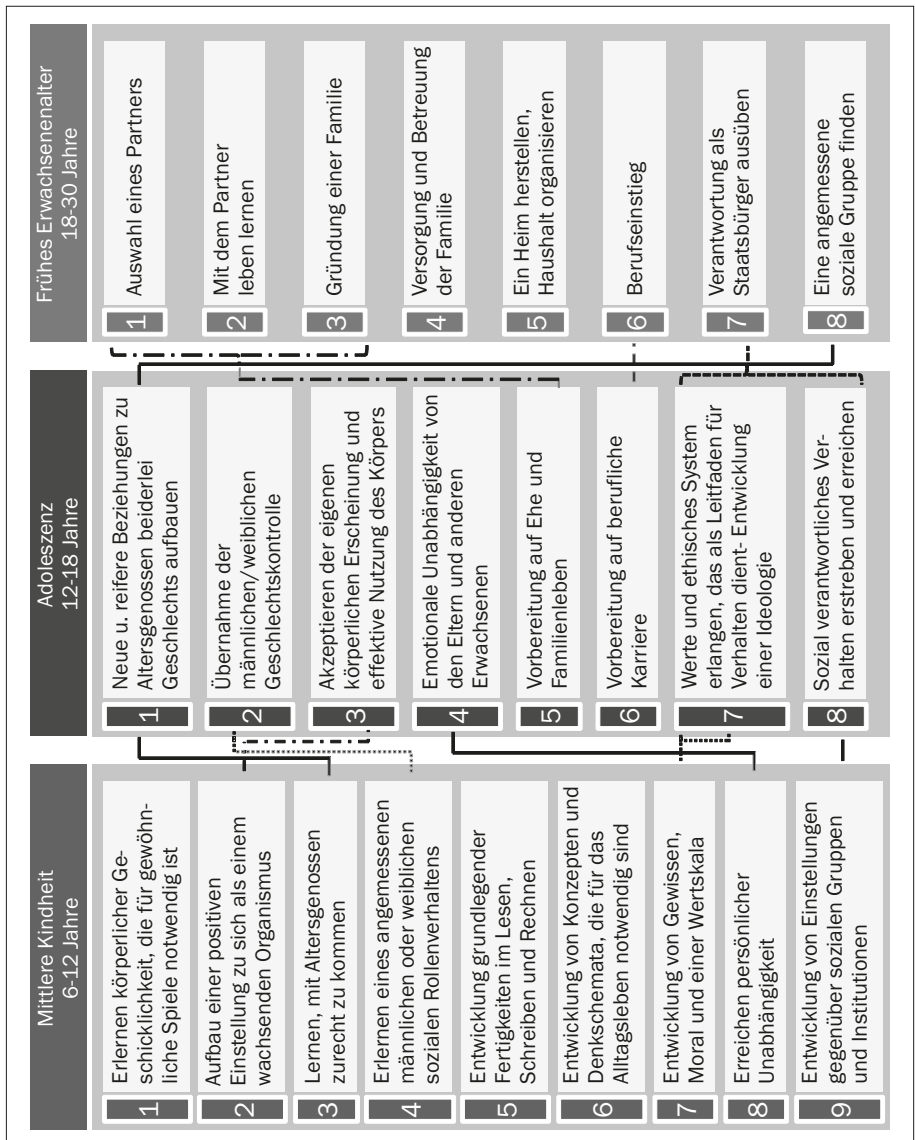 Mittlere Kindheit
6-12 Jahre
1
Erlernen körperlicher Ge-
schicklichkeit, die für gewöhn-
liche Spiele notwendig ist
2
Aufbau einer positiven
Einstellung zu sich als einem
wachsenden Organismus
3
Lernen, mit Altersgenossen
zurecht zu kommen
4
Erlernen eines angemessenen
männlichen oder weiblichen
sozialen Rollenverhaltens
5
Entwicklung grundlegender
Fertigkeiten im Lesen,
Schreiben und Rechnen
6
Entwicklung von Konzepten und
Denkschemata, die für das
Alltagsleben notwendig sind
7
Entwicklung von Gewissen,
Moral und einer Wertskala
8
Erreichen persönlicher
Unabhängigkeit
9
Entwicklung von Einstellungen
gegenüber sozialen Gruppen
und Institutionen
Adoleszenz
12-18 Jahre
1
Neue u. reifere Beziehungen zu
Altersgenossen beiderlei
Geschlechts aufbauen
2
Übernahme der
männlichen/weiblichen
Geschlechtskontrolle
3
Akzeptieren der eigenen
körperlichen Erscheinung und
effektive Nutzung des Körpers
4
Emotionale Unabhängigkeit von
den Eltern und anderen
Erwachsenen
5
Vorbereitung auf Ehe und
Familienleben
6
Vorbereitung auf berufliche
Karriere
7
Werte und ethisches System
erlangen, das als Leitfaden für
Verhalten dient- Entwicklung
einer Ideologie
8
Sozial verantwortliches Ver-
halten erstreben und erreichen
Frühes Erwachsenenalter
18-30 Jahre
1
Auswahl eines Partners
2
Mit dem Partner
leben lernen
3
Gründung einer Familie
4
Versorgung und Betreuung
der Familie
5
Ein Heim herstellen,
Haushalt organisieren
6
Berufseinstieg
7
Verantwortung als
Staatsbürger ausüben
8
Eine angemessene
soziale Gruppe finden